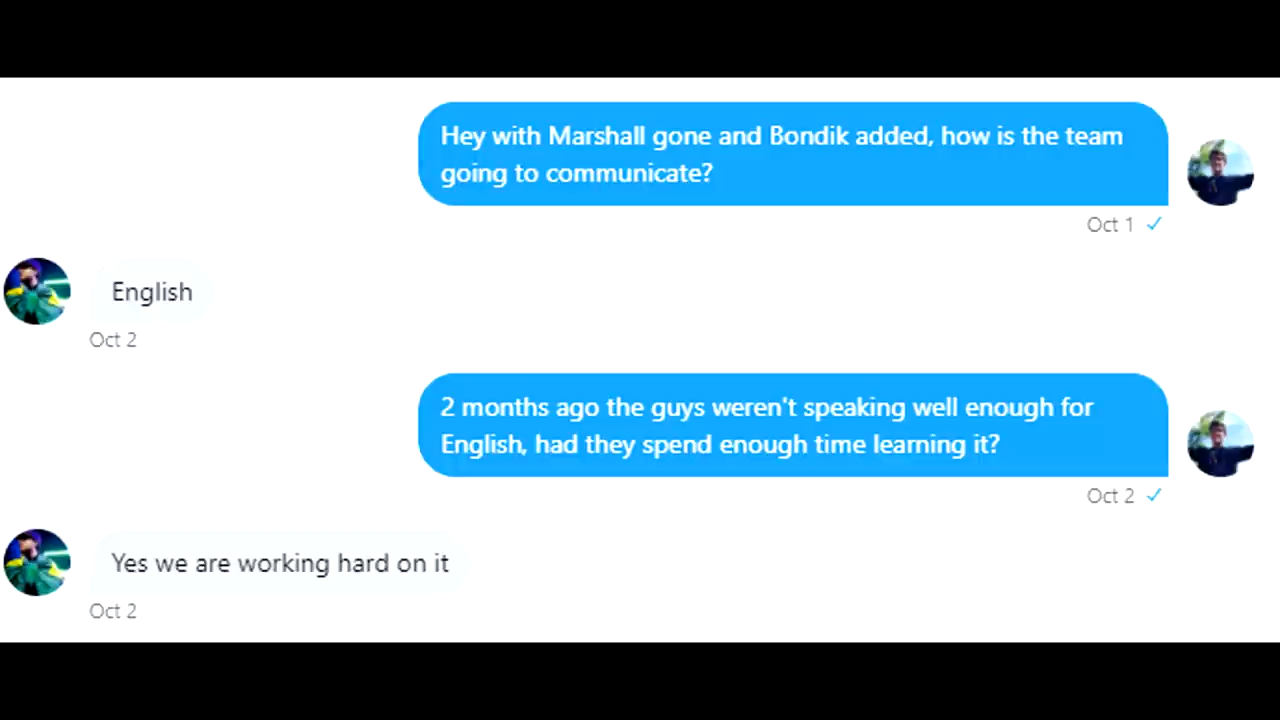 Hey with Marshall gone and Bondik added, how is the team
going to communicate?
Oct 1 ✓
English
Oct 2
2 months ago the guys weren't speaking well enough for
English, had they spend enough time learning it?
Oct 2 ✓
Yes we are working hard on it
Oct 2